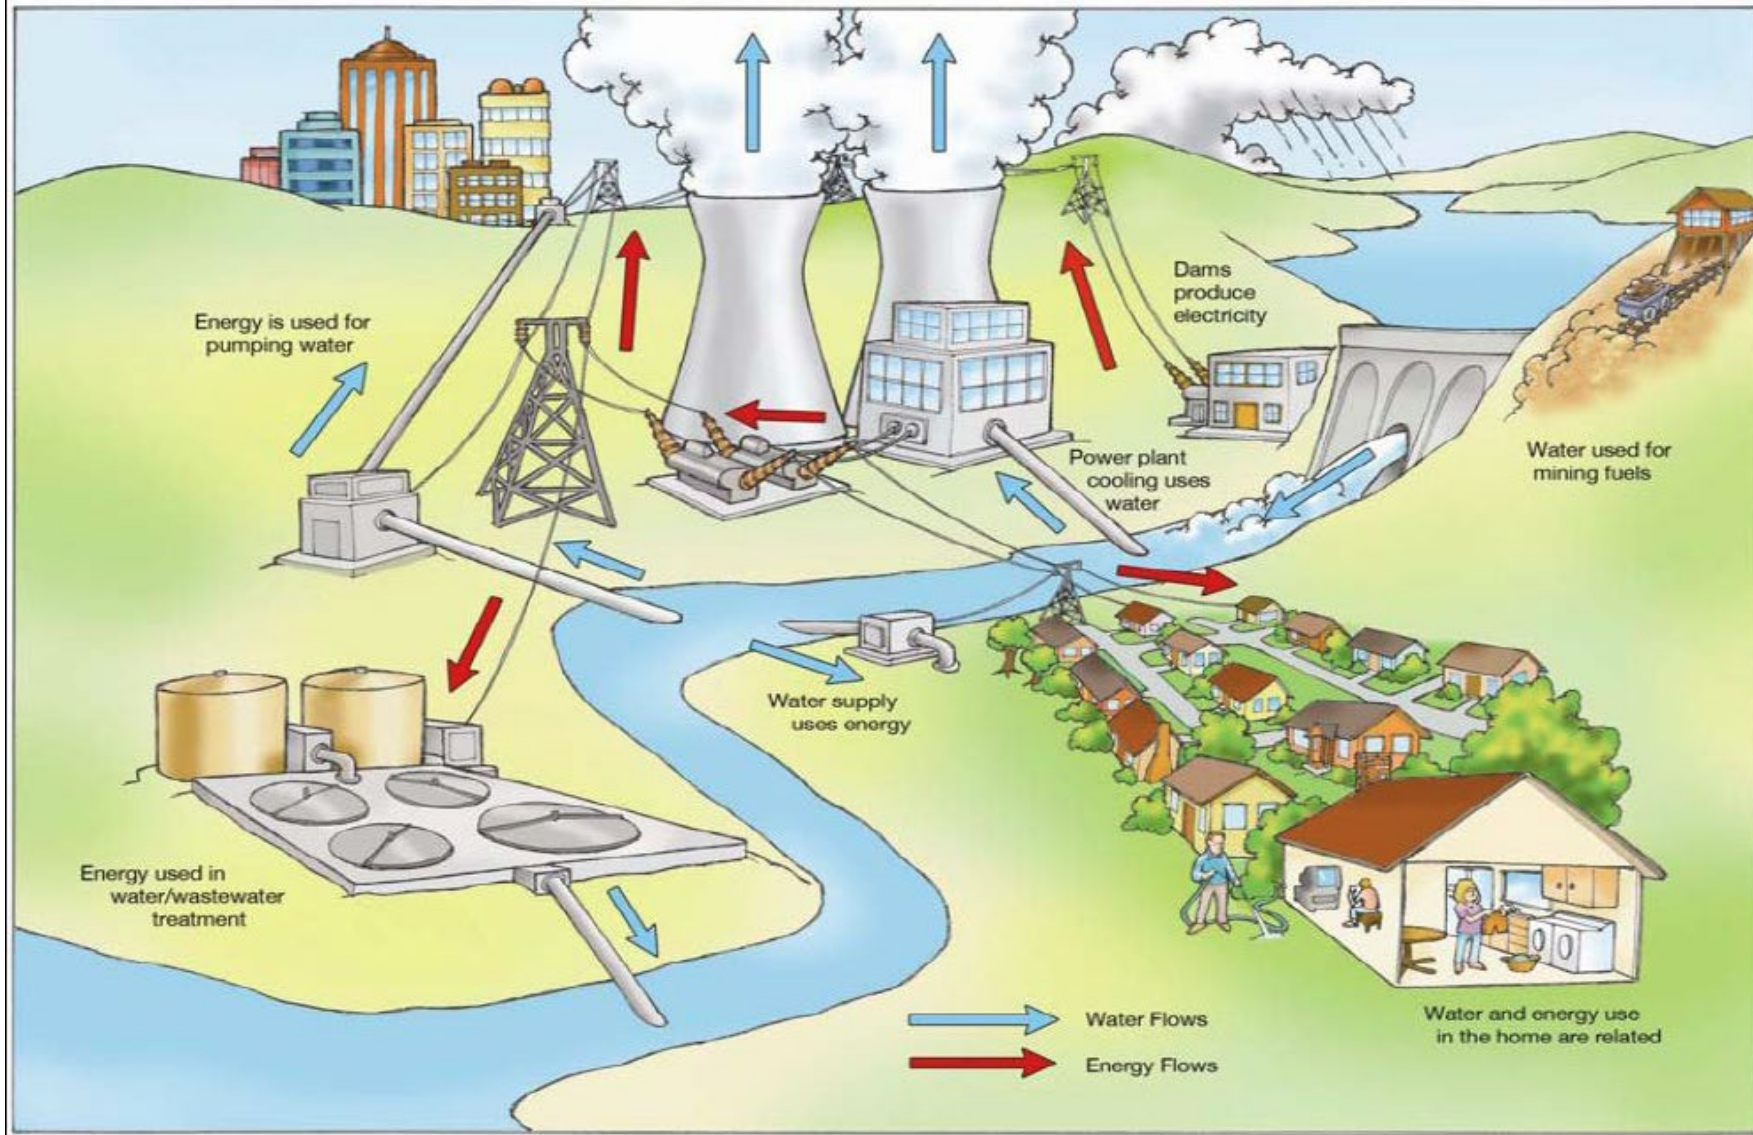 Energy is used for
pumping water
Dams
produce
electricity
Power plant
cooling uses
water
Water used for
mining fuels
Water supply
uses energy
Energy used in
water/wastewater
treatment
Water and energy use
in the home are related
Water Flows
Energy Flows